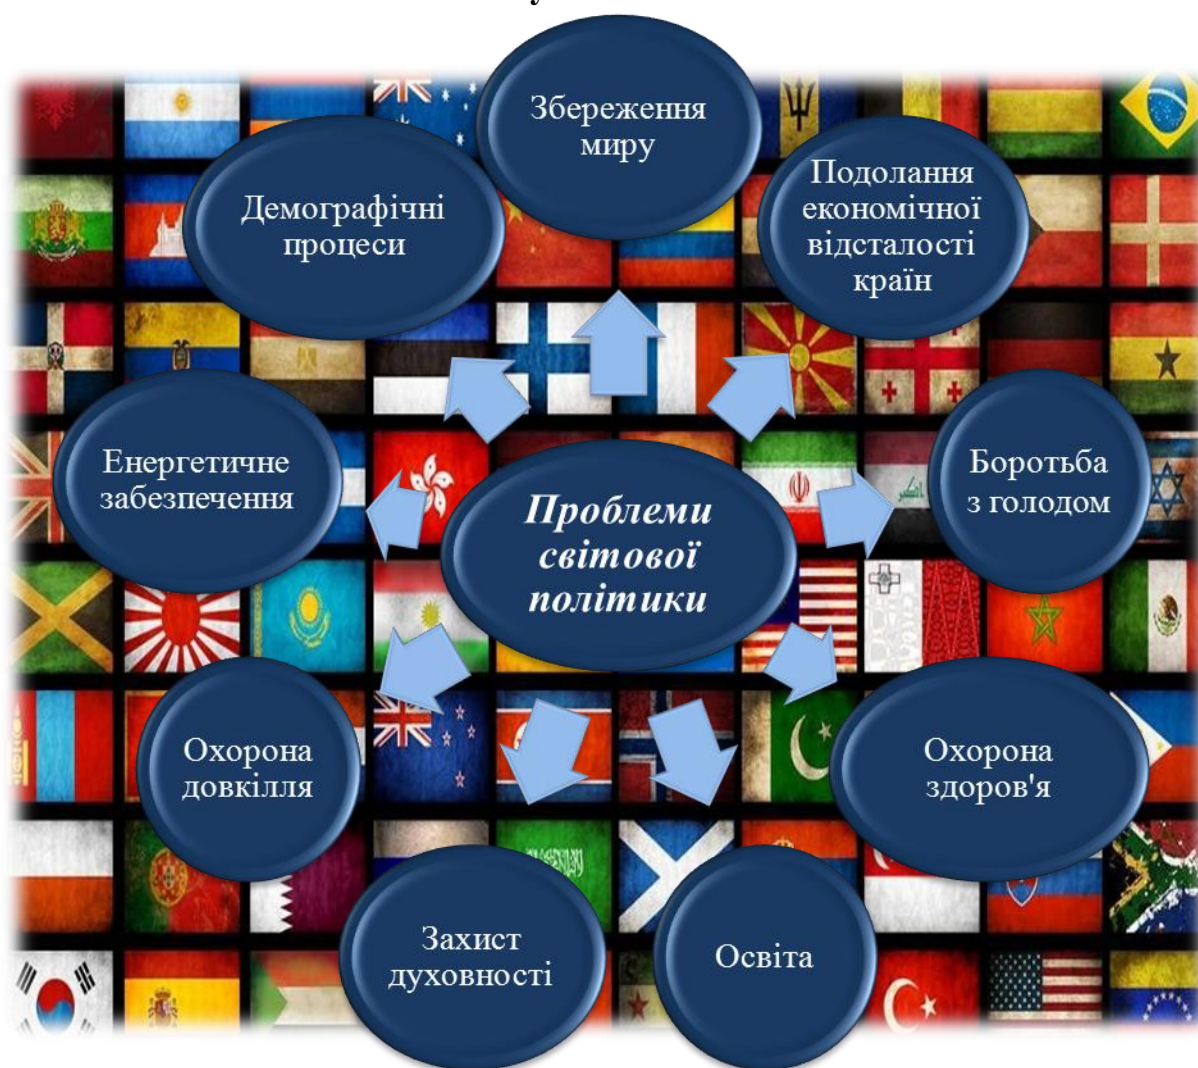 Збереження
миру
Подолання
економічної
відсталості
країн
Боротьба
з голодом
Охорона
здоров'я
Освіта
Захист
духовності
Охорона
довкілля
Енергетичне
забезпечення
Демографічні
процеси
Проблеми
світової
політики